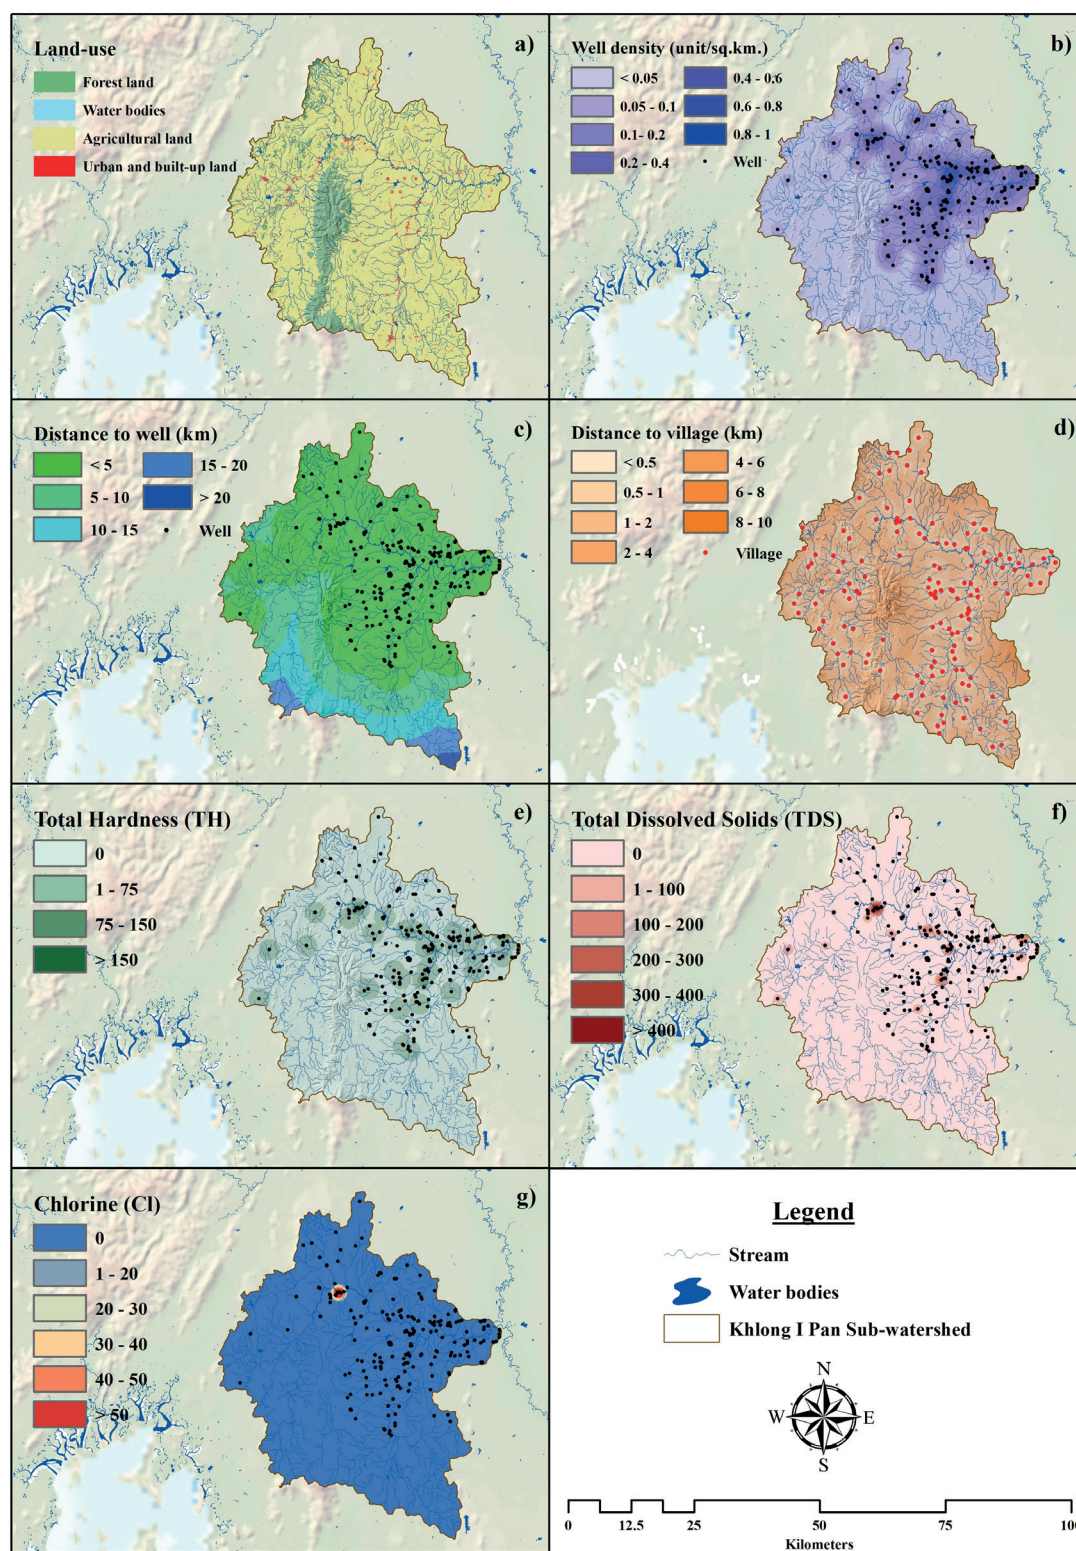 Land-use
a)
Forest land
Water bodies
Agricultural land
Urban and built-up land
Well density (unit/sq.km.)
b)
< 0.05
0.05 - 0.1
0.1- 0.2
0.2 - 0.4
0.4 - 0.6
0.6 - 0.8
0.8 - 1
Well
Distance to well (km)
c)
< 5
5 - 10
10 - 15
15 - 20
> 20
Well
Distance to village (km)
d)
< 0.5
0.5 - 1
1 - 2
2 - 4
4 - 6
6 - 8
8 - 10
Village
Total Hardness (TH)
e)
0
1 - 75
75 - 150
> 150
Total Dissolved Solids (TDS)
f)
0
1 - 100
100 - 200
200 - 300
300 - 400
> 400
Chlorine (Cl)
g)
0
1 - 20
20 - 30
30 - 40
40 - 50
> 50
Legend
Stream
Water bodies
Khlong I Pan Sub-watershed
N
W E
S
0 12.5 25 50 75 100
Kilometers